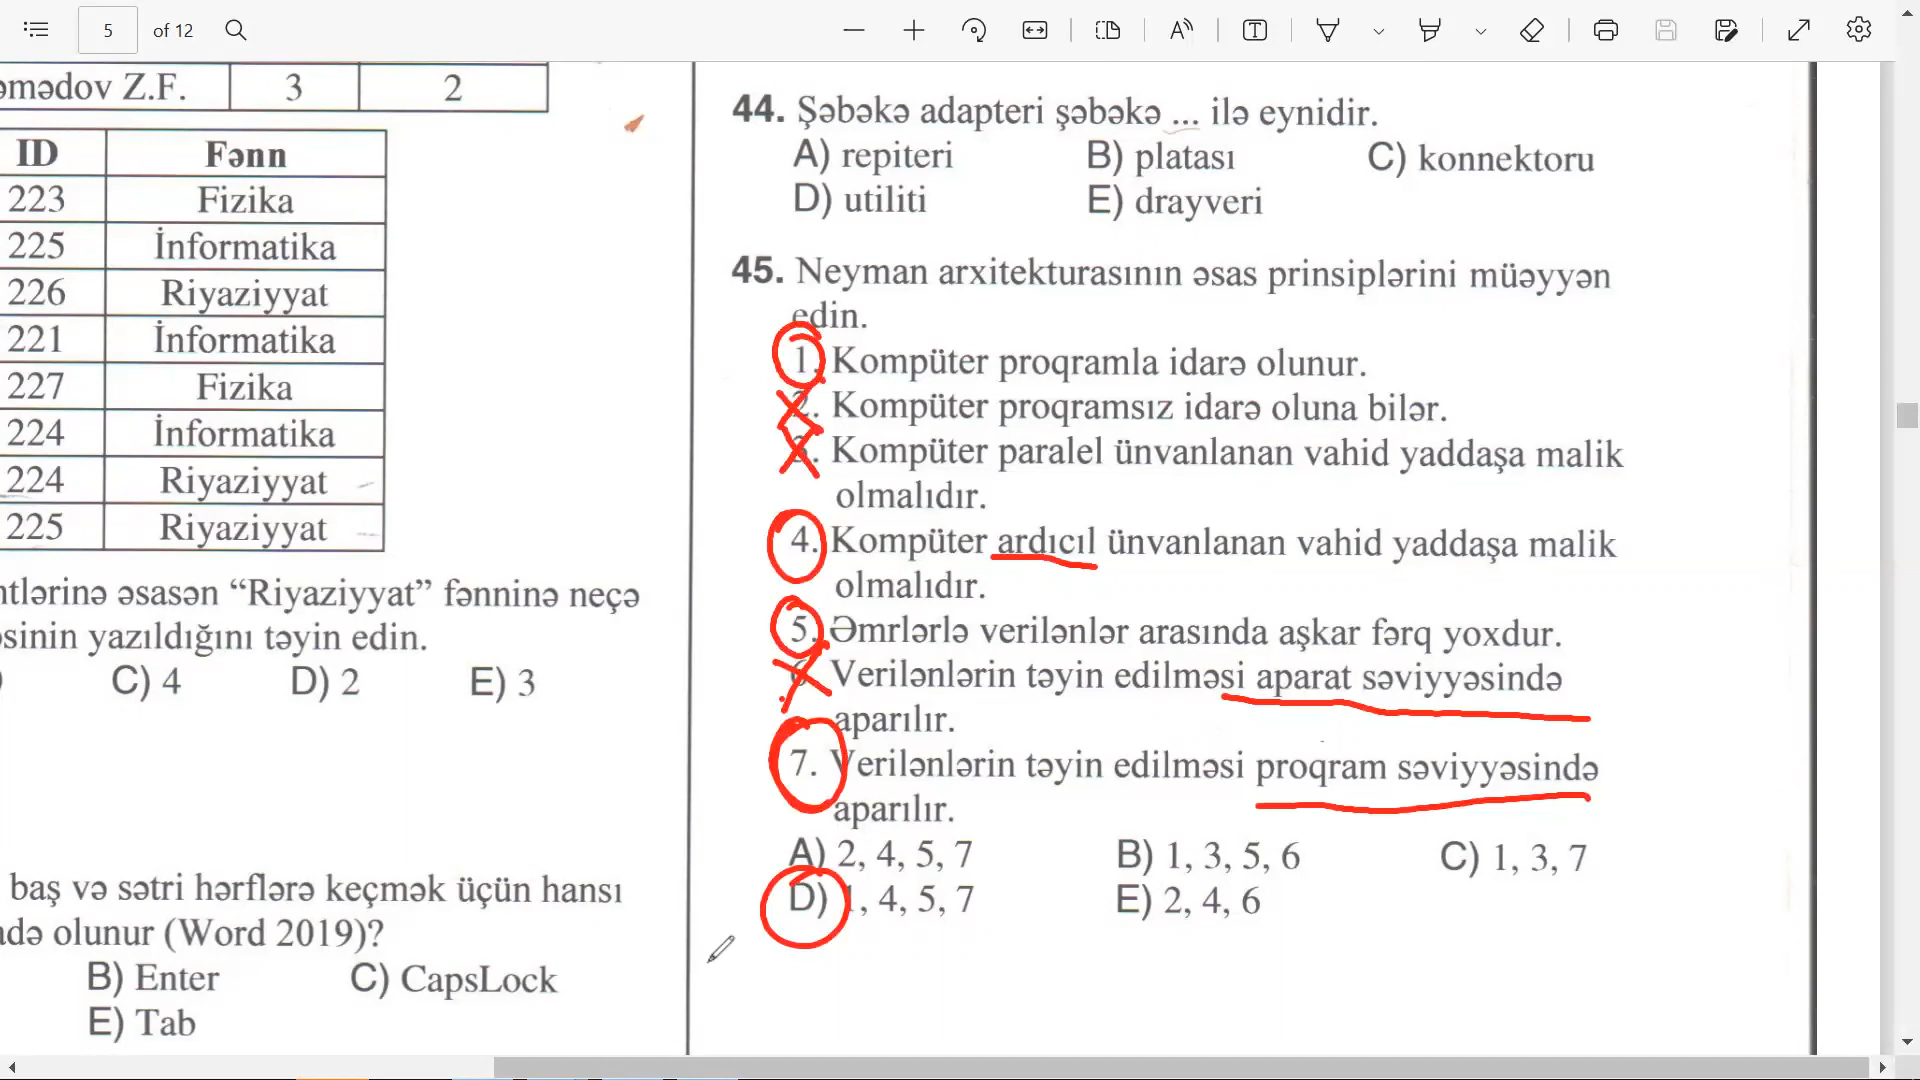 5 of 12
əmədov Z.F. 3 2
ID Fənn
223 Fizika
225 İnformatika
226 Riyaziyyat
221 İnformatika
227 Fizika
224 İnformatika
224 Riyaziyyat
225 Riyaziyyat
ntlərinə əsasən “Riyaziyyat” fənninə neçə
sinin yazıldığını təyin edin.
C) 4 D) 2 E) 3
baş və sətri hərflərə keçmək üçün hansı
adə olunur (Word 2019)?
B) Enter C) CapsLock
E) Tab
44. Şəbəkə adapteri şəbəkə ... ilə eynidir.
A) repiteri B) platası C) konnektoru
D) utiliti E) drayveri
45. Neyman arxitekturasının əsas prinsiplərini müəyyən
edin.
1. Kompüter proqramla idarə olunur.
2. Kompüter proqramsız idarə oluna bilər.
3. Kompüter paralel ünvanlanan vahid yaddaşa malik
olmalıdır.
4. Kompüter ardıcıl ünvanlanan vahid yaddaşa malik
olmalıdır.
5. Əmrlərlə verilənlər arasında aşkar fərq yoxdur.
6. Verilənlərin təyin edilməsi aparat səviyyəsində
aparılır.
7. Verilənlərin təyin edilməsi proqram səviyyəsində
aparılır.
A) 2, 4, 5, 7 B) 1, 3, 5, 6 C) 1, 3, 7
D) 1, 4, 5, 7 E) 2, 4, 6